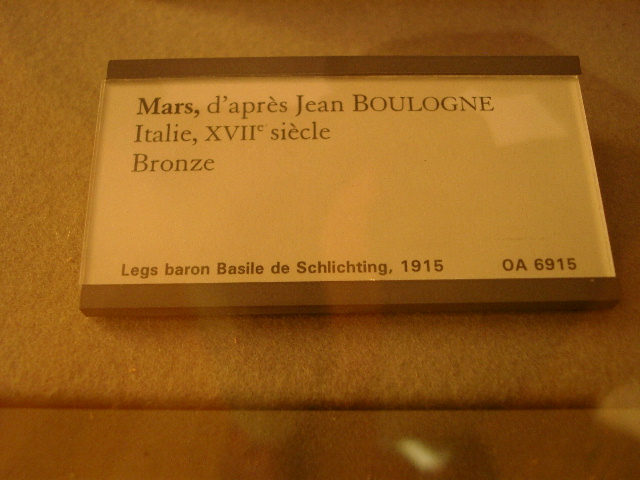 Mars, d'après Jean BOULOGNE
Italie, XVIIe siècle
Bronze
Legs baron Basile de Schlichting, 1915 OA 6915